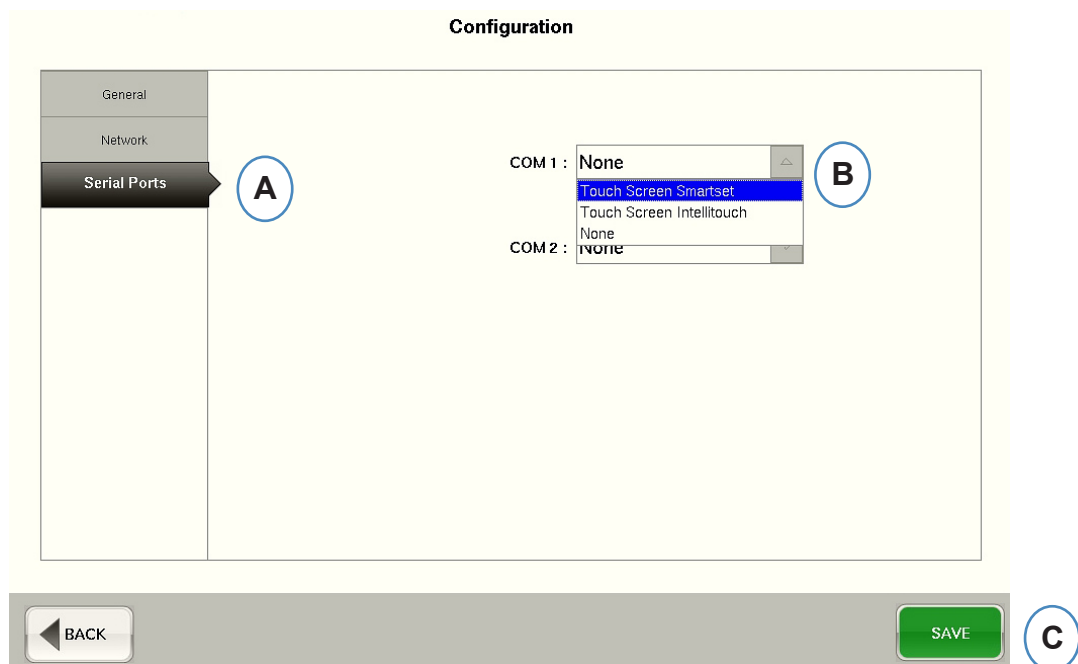 Configuration
General
Network
Serial Ports
A
COM 1 : None
B
Touch Screen Smartset
Touch Screen Intellitouch
None
COM 2 : None
BACK
SAVE
C